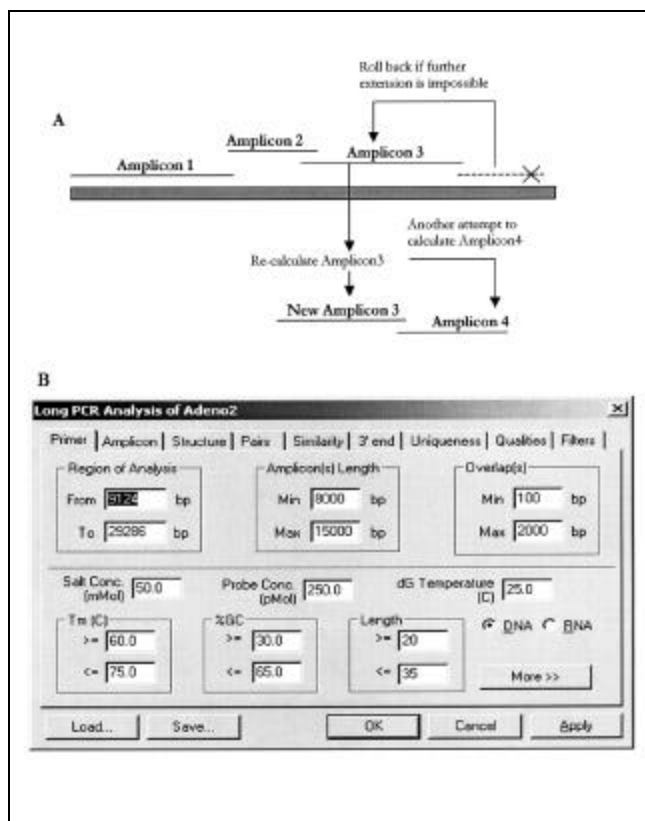 Roll back if further
extension is impossible
A
Amplicon 2
Amplicon 3
Amplicon 1
Another attempt to
calculate Amplicon4
Re-calculate Amplicon3
New Amplicon 3
Amplicon 4
B
Long PCR Analysis of Adeno2
Primer Amplicon Structure Pairs Similarity 3' end Uniqueness Qualities Filters
Region of Analysis Amplicon(s) Length Overlap(s)
From 9124 bp Min 8000 bp Min 100 bp
To 29286 bp Max 15000 bp Max 2000 bp
Salt Conc. (mMol) 50.0 Probe Conc. (pMol) 250.0 dG Temperature (C) 25.0
Tm (C) %GC Length DNA RNA
>= 60.0 >= 30.0 >= 20
<= 75.0 <= 65.0 <= 35 More >>
Load... Save... OK Cancel Apply